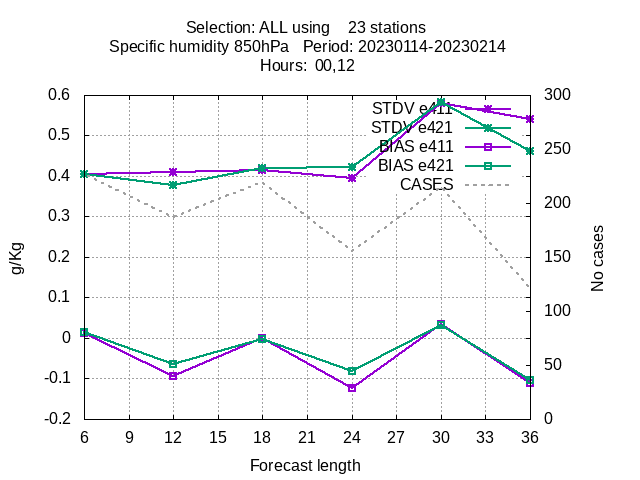 Selection: ALL using 23 stations
Specific humidity 850hPa Period: 20230114-20230214
Hours: 00,12
0.6
0.5
0.4
0.3
0.2
0.1
0
-0.1
-0.2
g/Kg
STDV e411
STDV e421
BIAS e411
BIAS e421
CASES
300
250
200
150
100
50
0
No cases
6 9 12 15 18 21 24 27 30 33 36
Forecast length